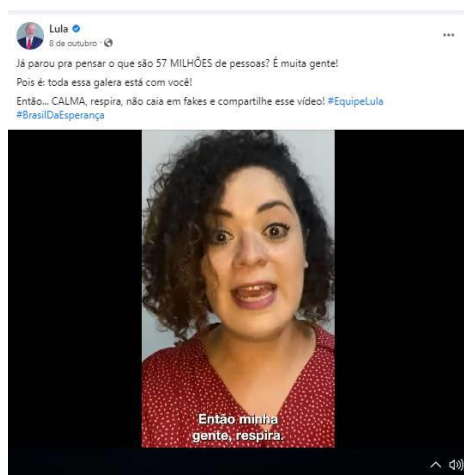 Lula
8 de outubro ·
Já parou pra pensar o que são 57 MILHÕES de pessoas? É muita gente!
Pois é: toda essa galera está com você!
Então... CALMA, respira, não caia em fakes e compartilhe esse vídeo! #EquipeLula
#BrasilDaEsperança
Então minha
gente, respira.